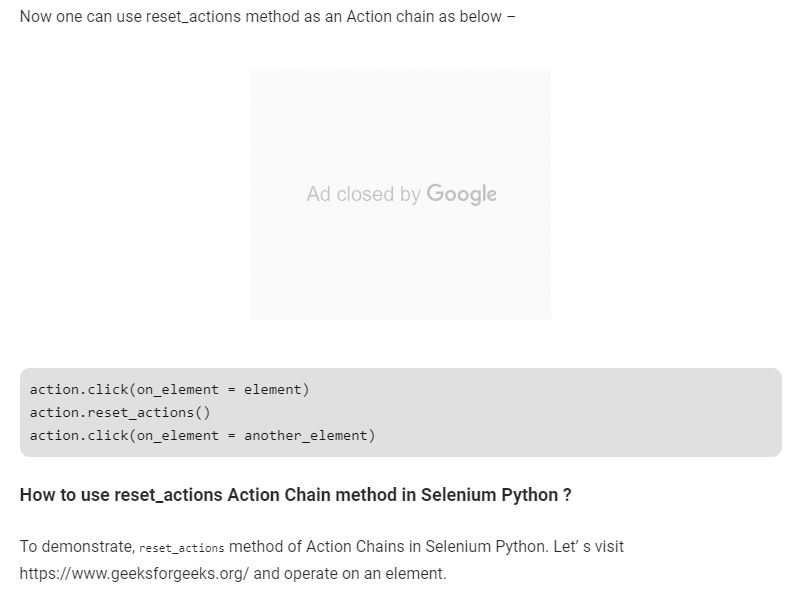 Now one can use reset_actions method as an Action chain as below –
Ad closed by Google
action.click(on_element = element)
action.reset_actions()
action.click(on_element = another_element)
How to use reset_actions Action Chain method in Selenium Python ?
To demonstrate, reset_actions method of Action Chains in Selenium Python. Let’ s visit
https://www.geeksforgeeks.org/ and operate on an element.